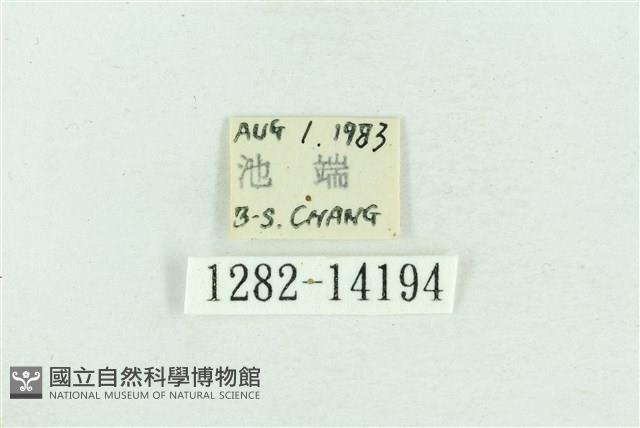 AUG 1. 1983
池 端
B-S. CHANG
1282-14194
國立自然科學博物館
NATIONAL MUSEUM OF NATURAL SCIENCE